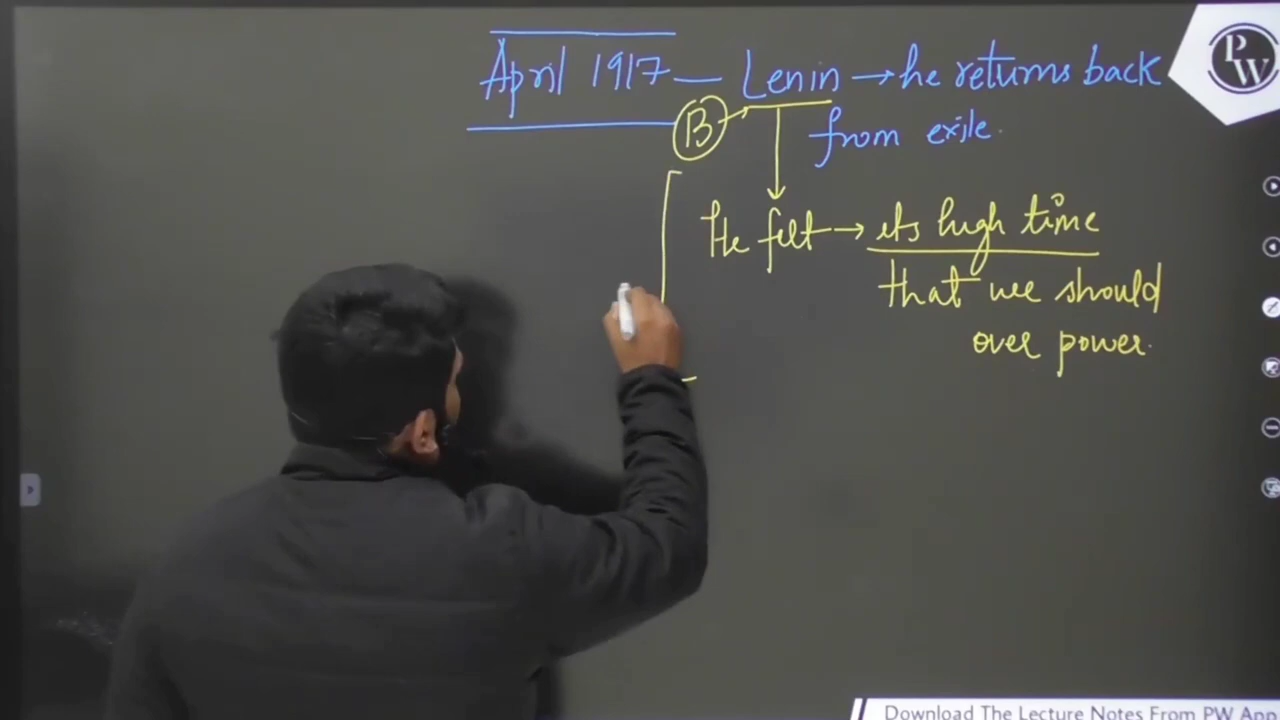 April 1917 — Lenin → he returns back
from exile.
B
He felt → its high time
that we should
over power.
PW
Download The Lecture Notes From PW App